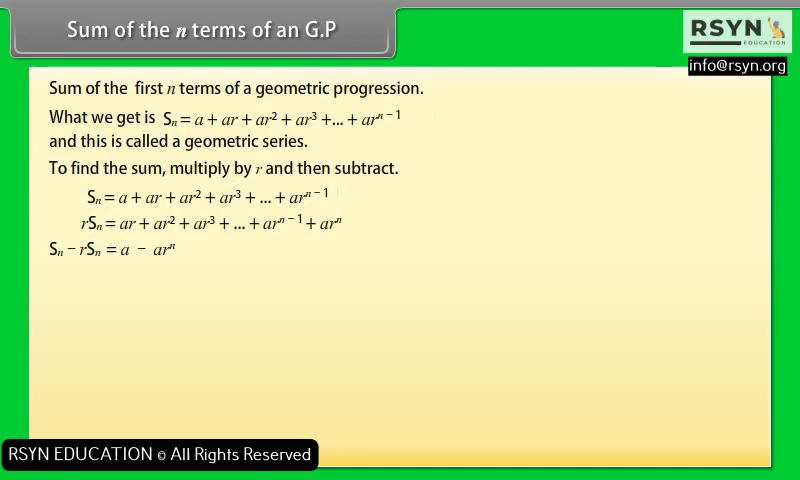 Sum of the n terms of an G.P
RSYN
EDUCATION
info@rsyn.org
Sum of the first n terms of a geometric progression.
What we get is Sₙ = a + ar + ar² + ar³ +... + arⁿ⁻¹
and this is called a geometric series.
To find the sum, multiply by r and then subtract.
Sₙ = a + ar + ar² + ar³ + ... + arⁿ⁻¹
rSₙ = ar + ar² + ar³ + ... + arⁿ⁻¹ + arⁿ
Sₙ − rSₙ = a − arⁿ
RSYN EDUCATION © All Rights Reserved